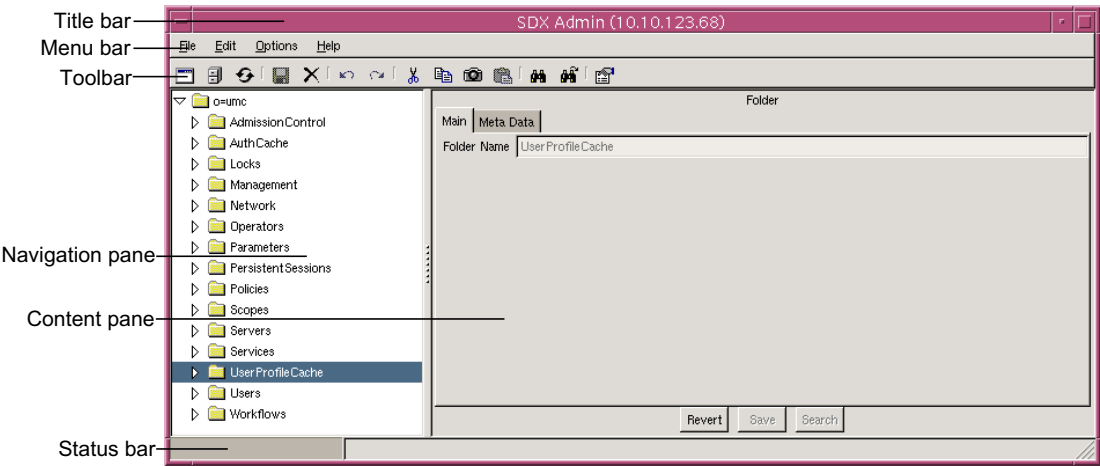 Title bar
SDX Admin (10.10.123.68)
Menu bar
File Edit Options Help
Toolbar
o=umc
AdmissionControl
AuthCache
Locks
Management
Network
Operators
Parameters
PersistentSessions
Policies
Scopes
Servers
Services
UserProfileCache
Users
Workflows
Folder
Main Meta Data
Folder Name UserProfileCache
Navigation pane
Content pane
Revert Save Search
Status bar